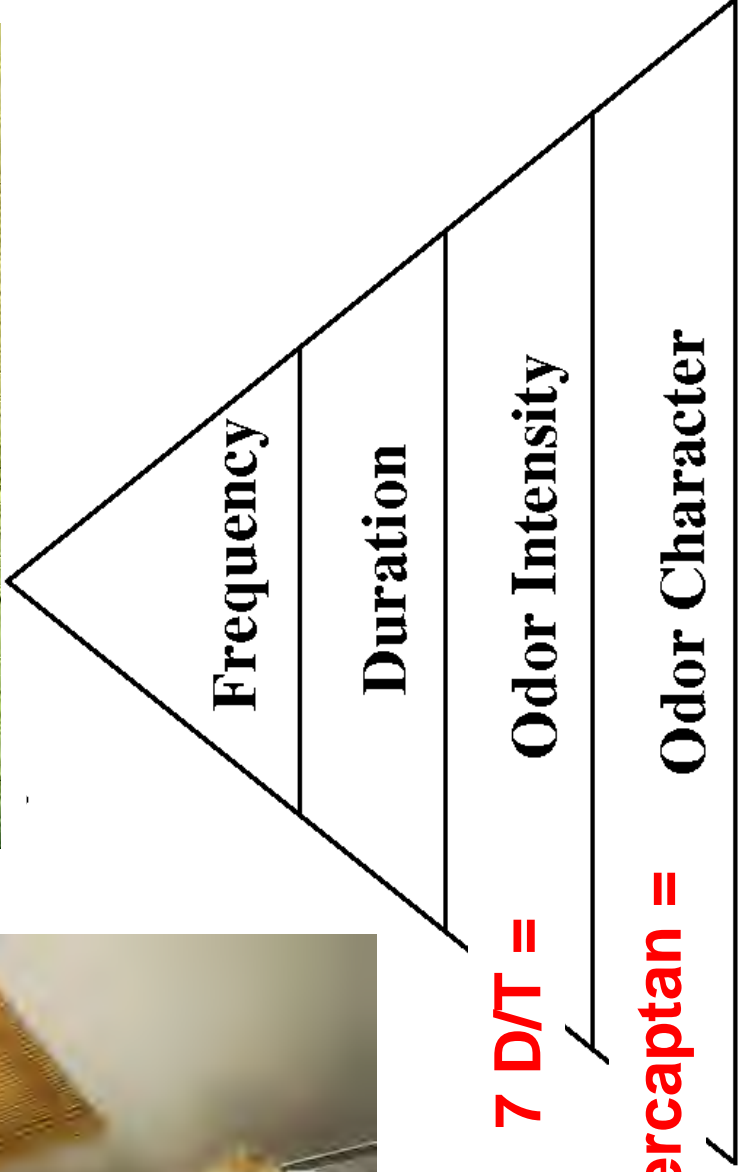 Frequency
Duration
7 D/T = Odor Intensity
ercaptan = Odor Character